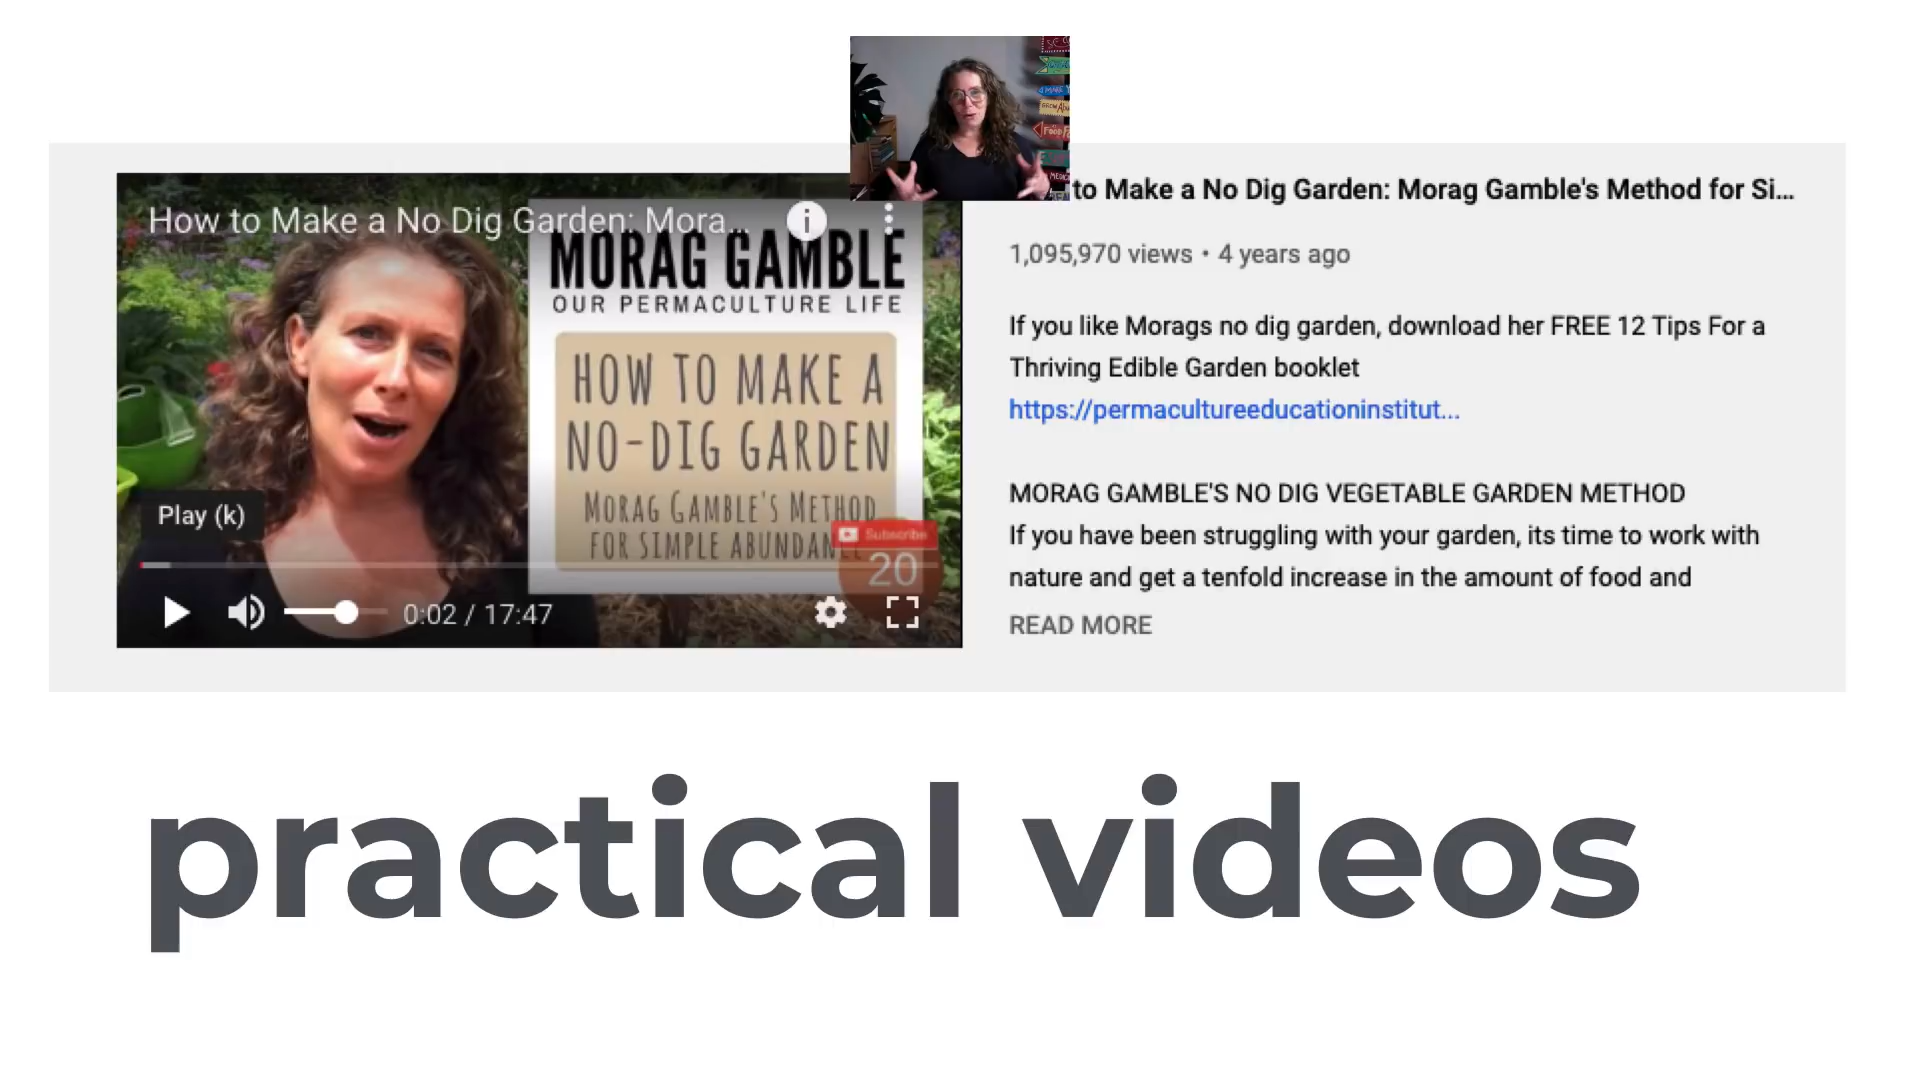 How to Make a No Dig Garden: Mora...
MORAG GAMBLE
OUR PERMACULTURE LIFE
HOW TO MAKE A
NO-DIG GARDEN
MORAG GAMBLE'S METHOD
FOR SIMPLE ABUNDANCE
Subscribe
20
Play (k)
0:02 / 17:47
to Make a No Dig Garden: Morag Gamble's Method for Si...
1,095,970 views • 4 years ago
If you like Morags no dig garden, download her FREE 12 Tips For a
Thriving Edible Garden booklet
https://permacultureeducationinstitut...
MORAG GAMBLE'S NO DIG VEGETABLE GARDEN METHOD
If you have been struggling with your garden, its time to work with
nature and get a tenfold increase in the amount of food and
READ MORE
practical videos